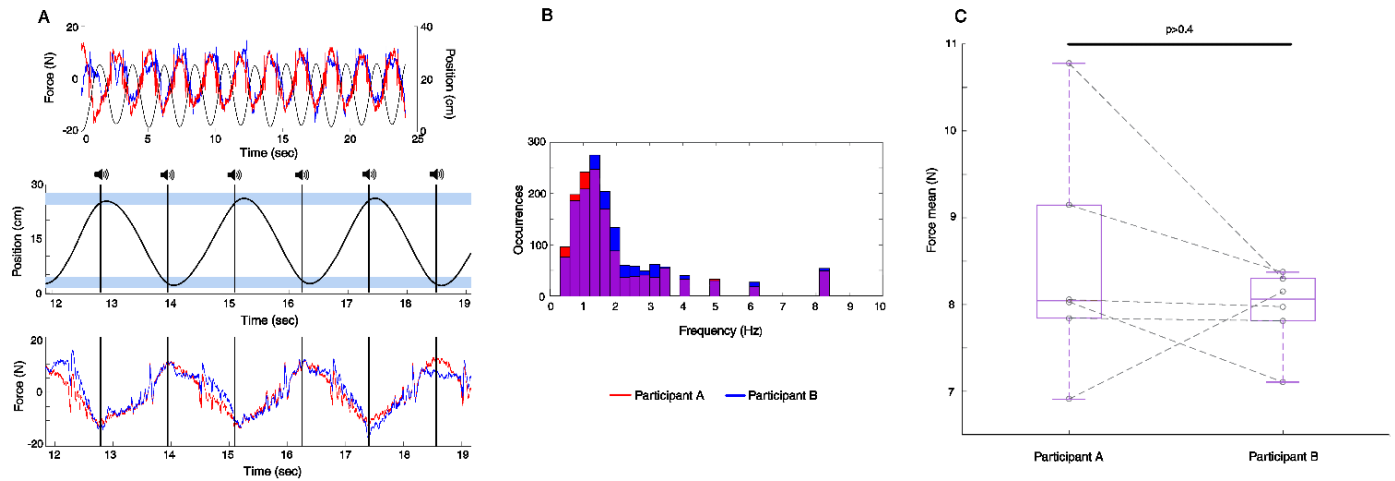 A
20
0
-20
Force (N)
40
20
0
Position (cm)
0 5 10 15 20 25
Time (sec)
30
15
0
Position (cm)
12 13 14 15 16 17 18 19
Time (sec)
20
0
-20
Force (N)
12 13 14 15 16 17 18 19
Time (sec)
B
300
200
100
0
Occurrences
0 1 2 3 4 5 6 7 8 9 10
Frequency (Hz)
Participant A Participant B
C
p>0.4
11
10
9
8
7
Force mean (N)
Participant A Participant B